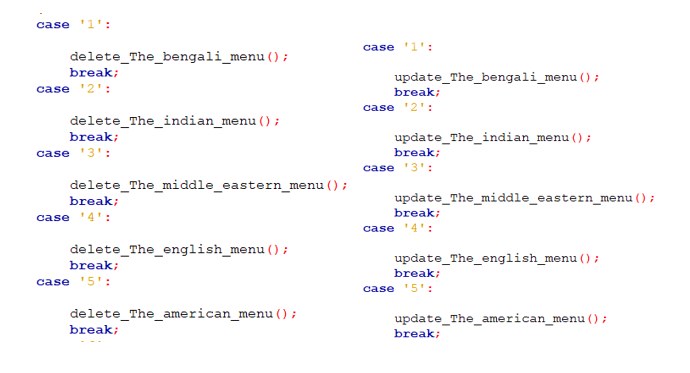 case '1':
delete_The_bengali_menu();
break;
case '2':
delete_The_indian_menu();
break;
case '3':
delete_The_middle_eastern_menu();
break;
case '4':
delete_The_english_menu();
break;
case '5':
delete_The_american_menu();
break;
case '1':
update_The_bengali_menu();
break;
case '2':
update_The_indian_menu();
break;
case '3':
update_The_middle_eastern_menu();
break;
case '4':
update_The_english_menu();
break;
case '5':
update_The_american_menu();
break;